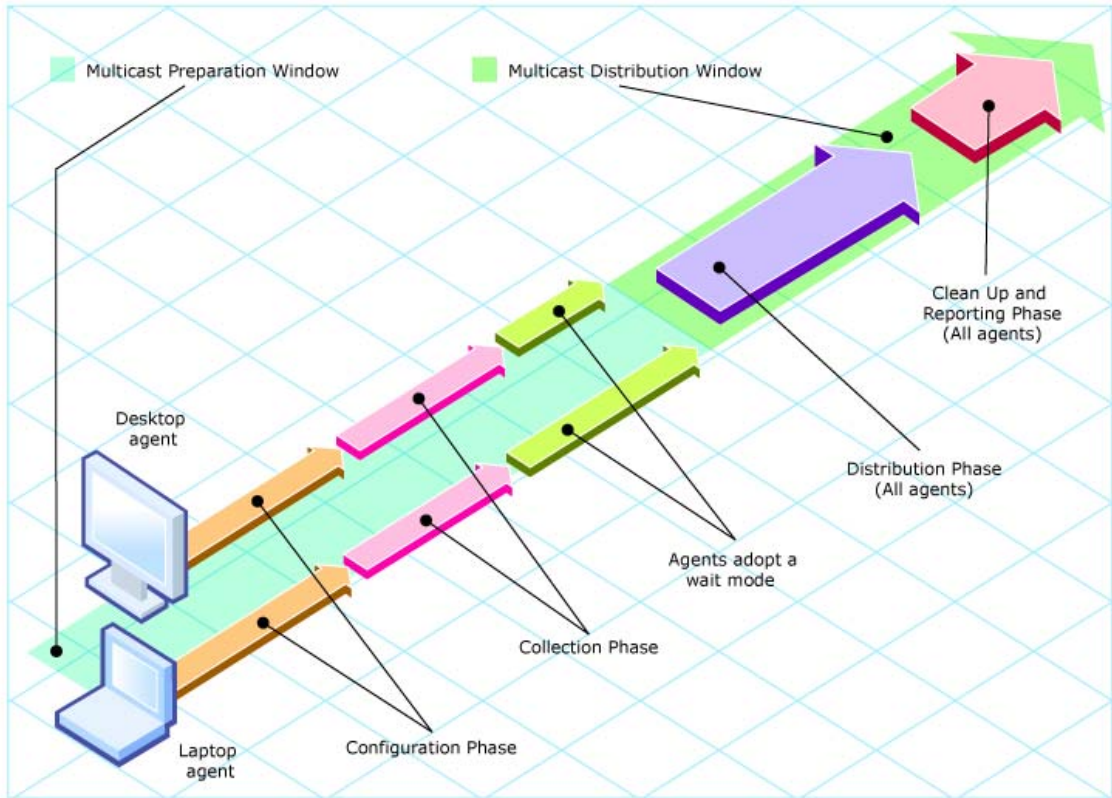 Multicast Preparation Window
Multicast Distribution Window
Clean Up and
Reporting Phase
(All agents)
Desktop
agent
Distribution Phase
(All agents)
Agents adopt a
wait mode
Collection Phase
Configuration Phase
Laptop
agent